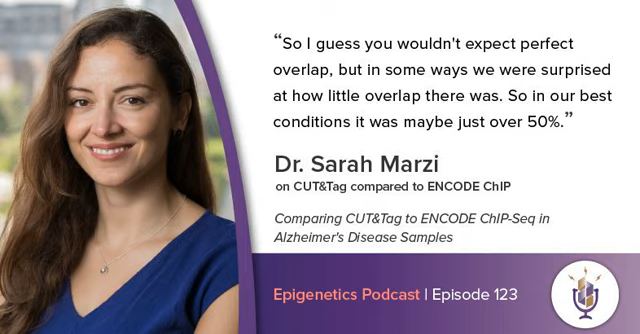 “So I guess you wouldn't expect perfect
overlap, but in some ways we were surprised
at how little overlap there was. So in our best
conditions it was maybe just over 50%.”
Dr. Sarah Marzi
on CUT&Tag compared to ENCODE ChIP
Comparing CUT&Tag to ENCODE ChIP-Seq in
Alzheimer's Disease Samples
Epigenetics Podcast | Episode 123